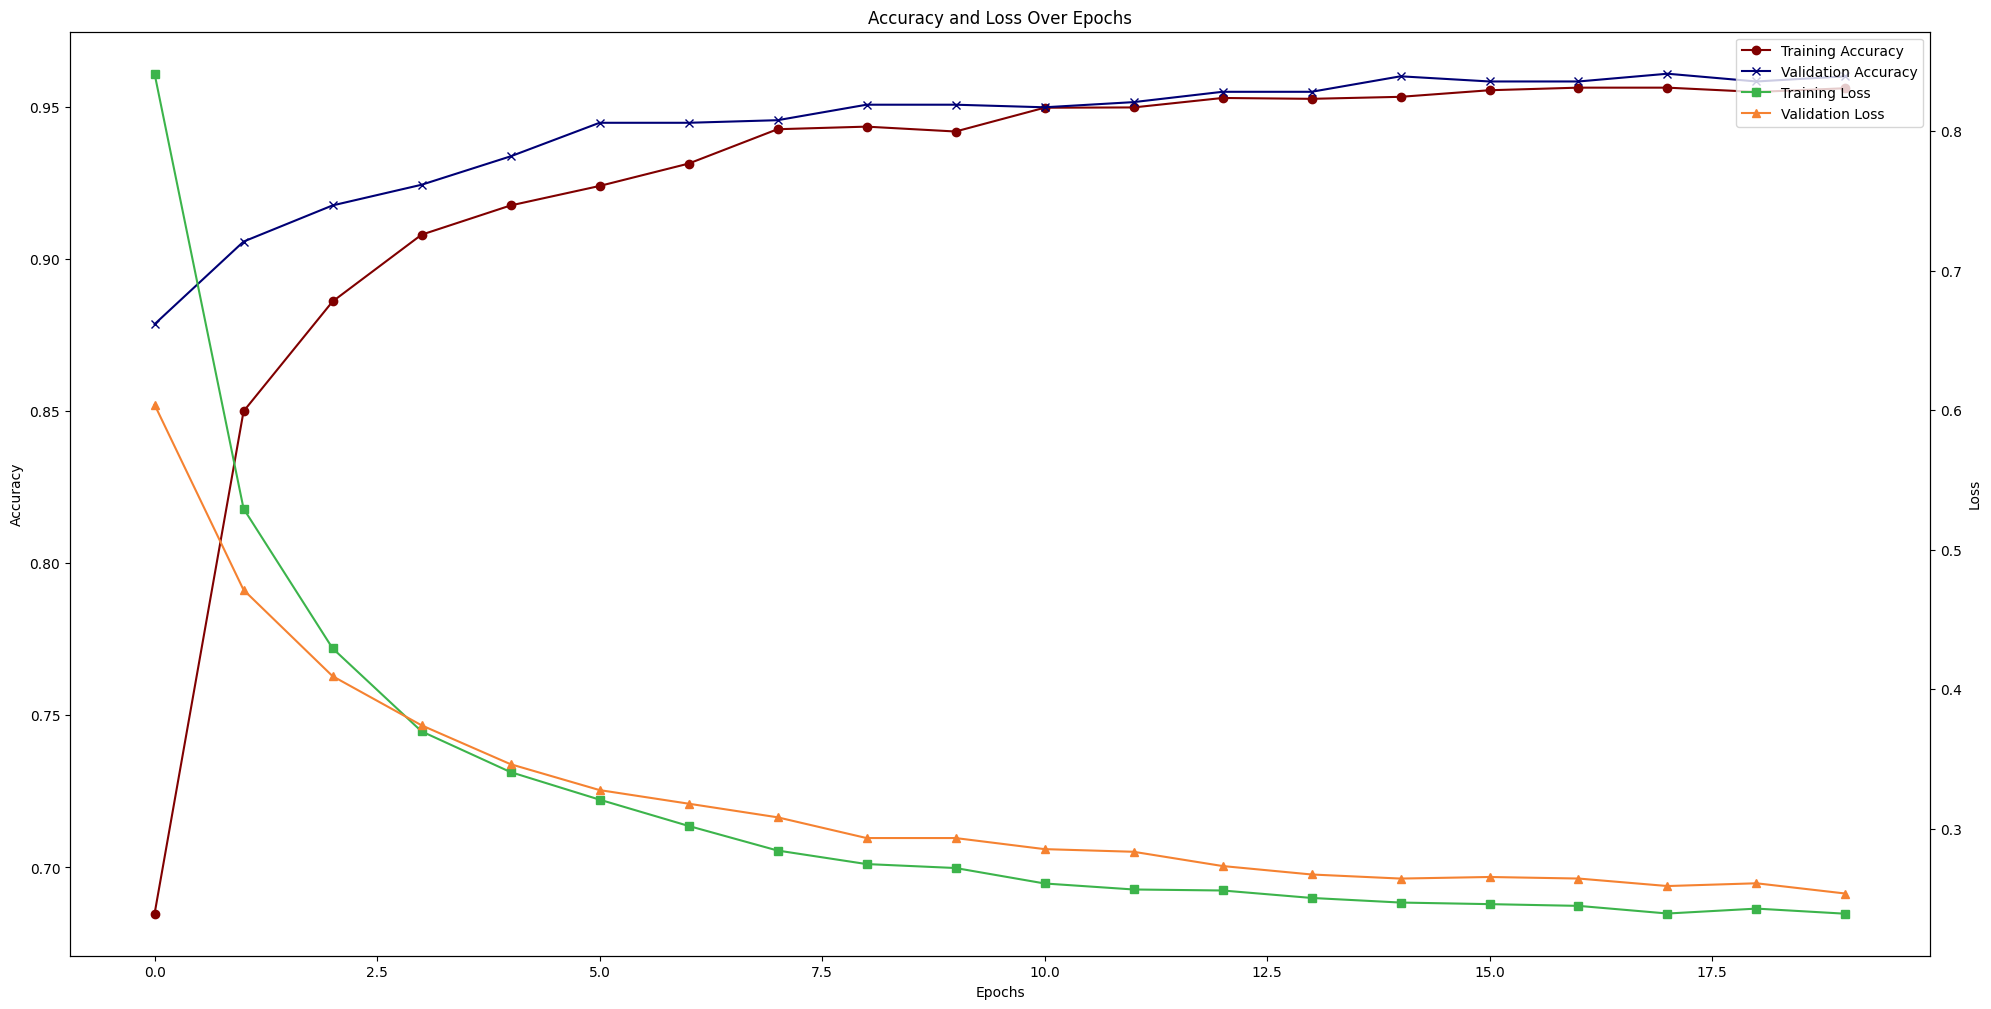 Accuracy and Loss Over Epochs
Training Accuracy
Validation Accuracy
Training Loss
Validation Loss
0.95
0.90
0.85
0.80
0.75
0.70
Accuracy
0.8
0.7
0.6
0.5
0.4
0.3
Loss
0.0 2.5 5.0 7.5 10.0 12.5 15.0 17.5
Epochs